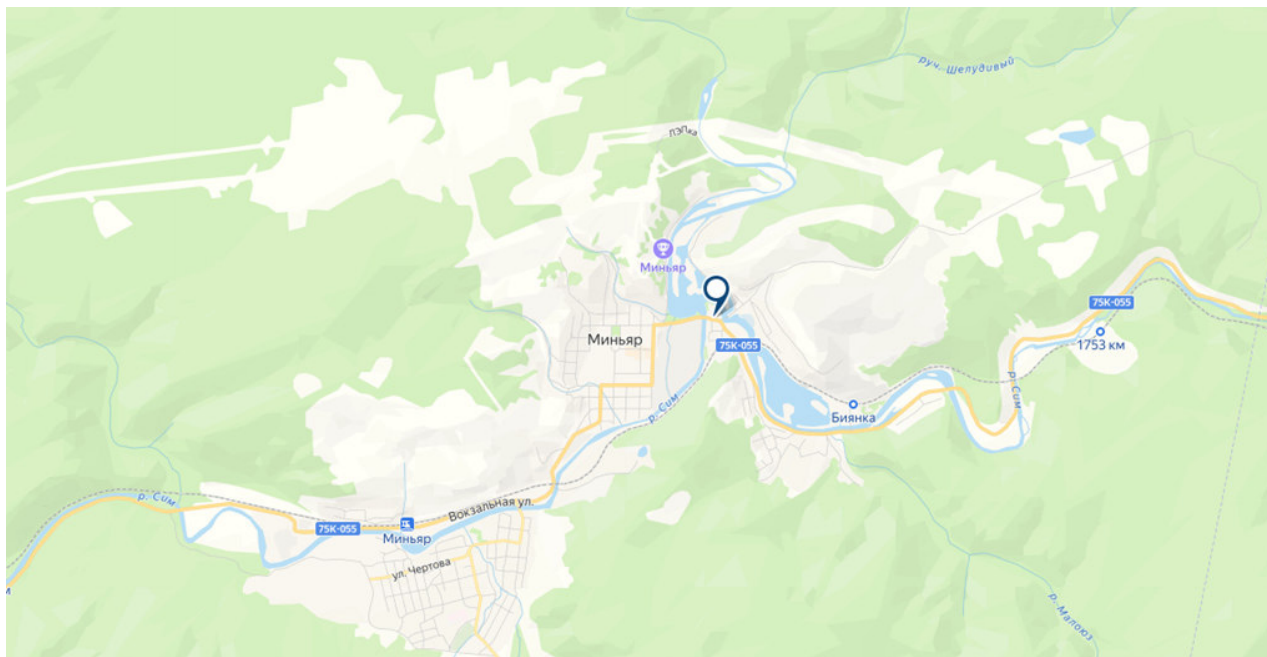 руч. Шелудивый
ЛЭПка
Миньяр
75К-055
1753 км
Миньяр
75К-055
р. Сим
р. Сим
Биянка
р. Сим
Вокзальная ул.
75К-055
Миньяр
ул. Чертова
р. Малоюз